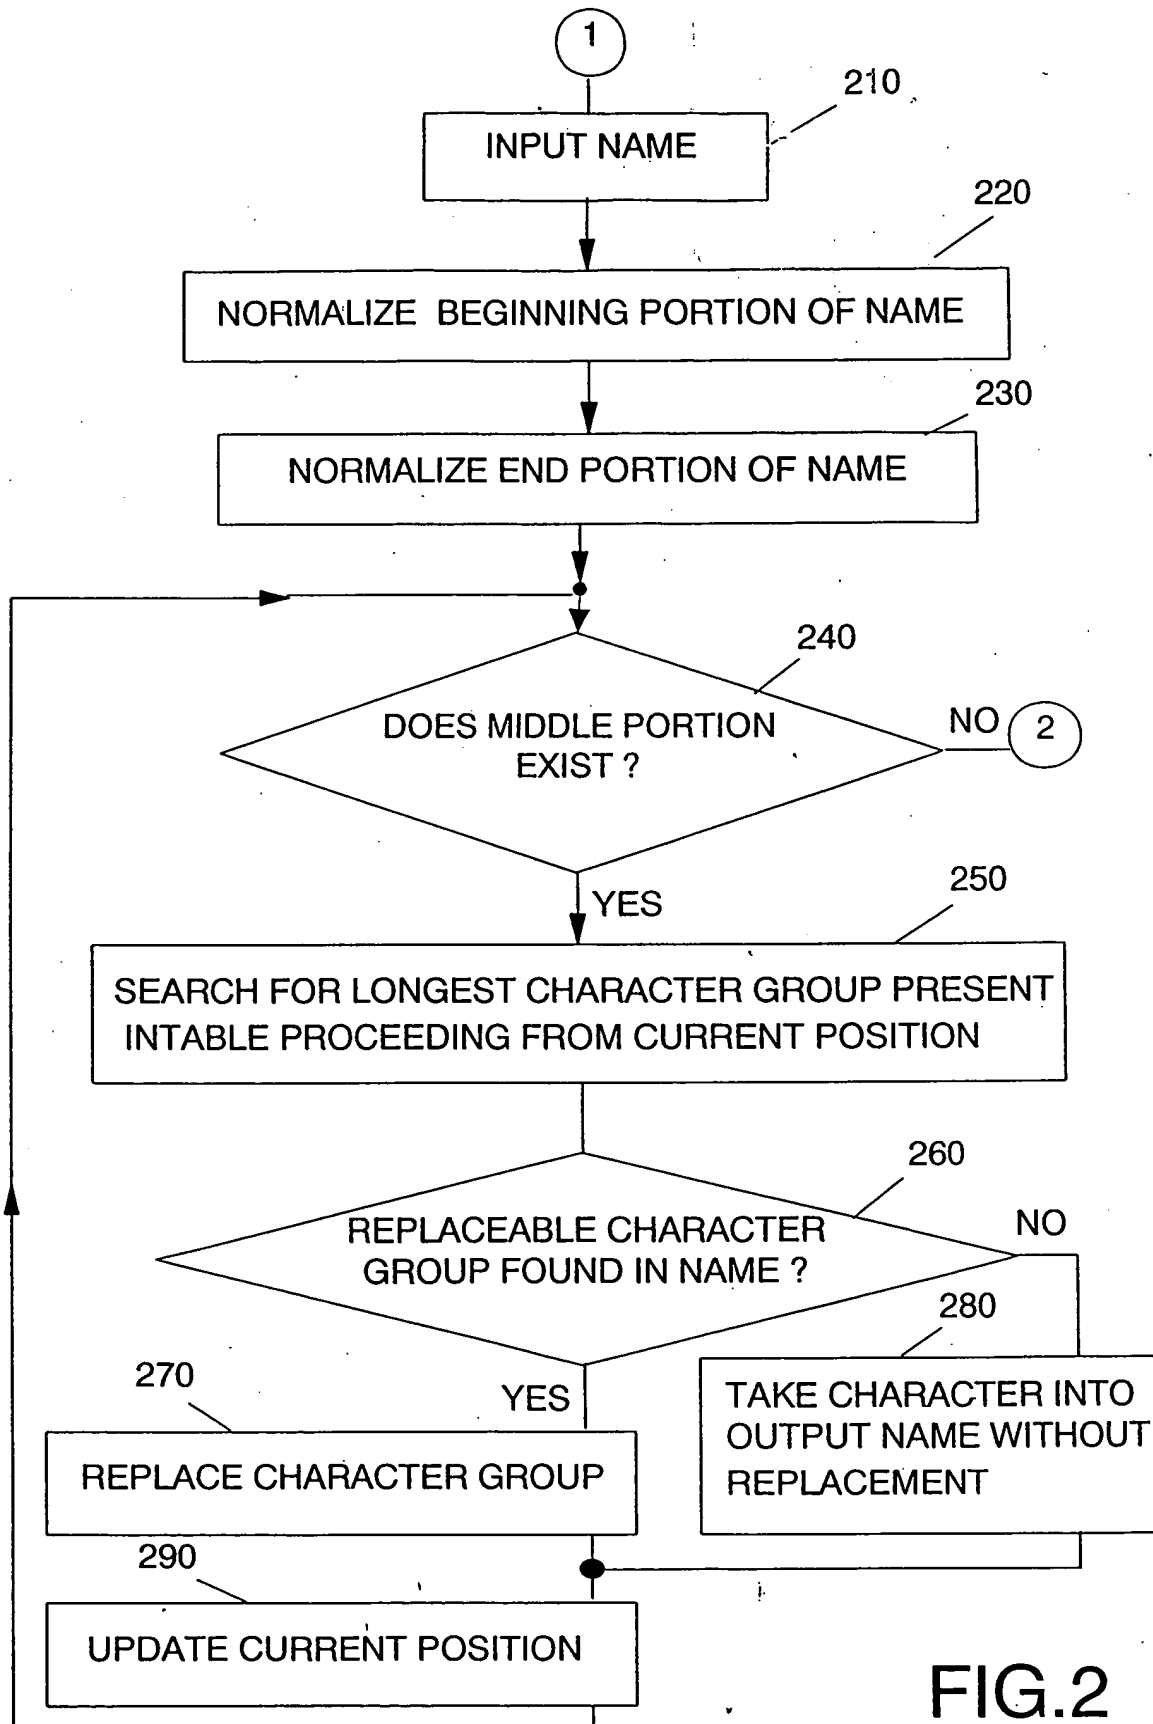 1
210
INPUT NAME
220
NORMALIZE BEGINNING PORTION OF NAME
230
NORMALIZE END PORTION OF NAME
240
DOES MIDDLE PORTION
EXIST ?
NO
2
YES
250
SEARCH FOR LONGEST CHARACTER GROUP PRESENT
INTABLE PROCEEDING FROM CURRENT POSITION
260
REPLACEABLE CHARACTER
GROUP FOUND IN NAME ?
NO
280
270
YES
TAKE CHARACTER INTO
OUTPUT NAME WITHOUT
REPLACEMENT
REPLACE CHARACTER GROUP
290
UPDATE CURRENT POSITION
FIG.2